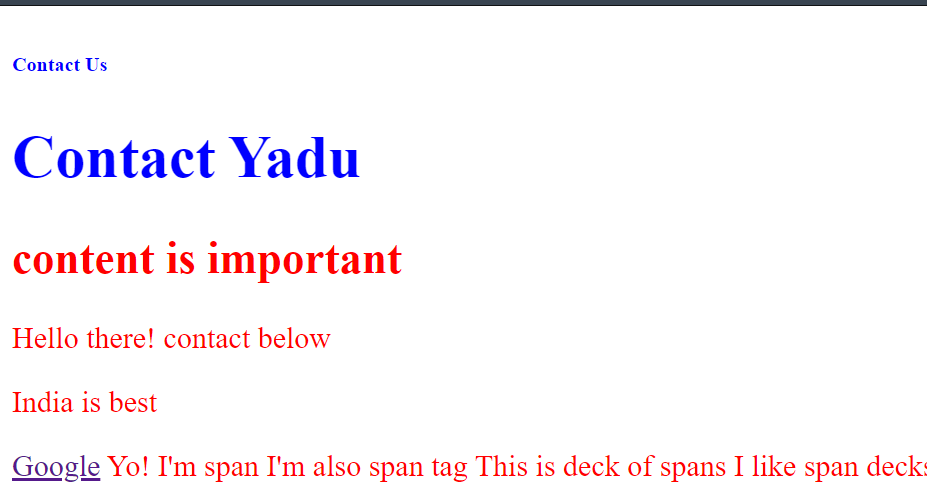 Contact Us
Contact Yadu
content is important
Hello there! contact below
India is best
Google Yo! I'm span I'm also span tag This is deck of spans I like span decks